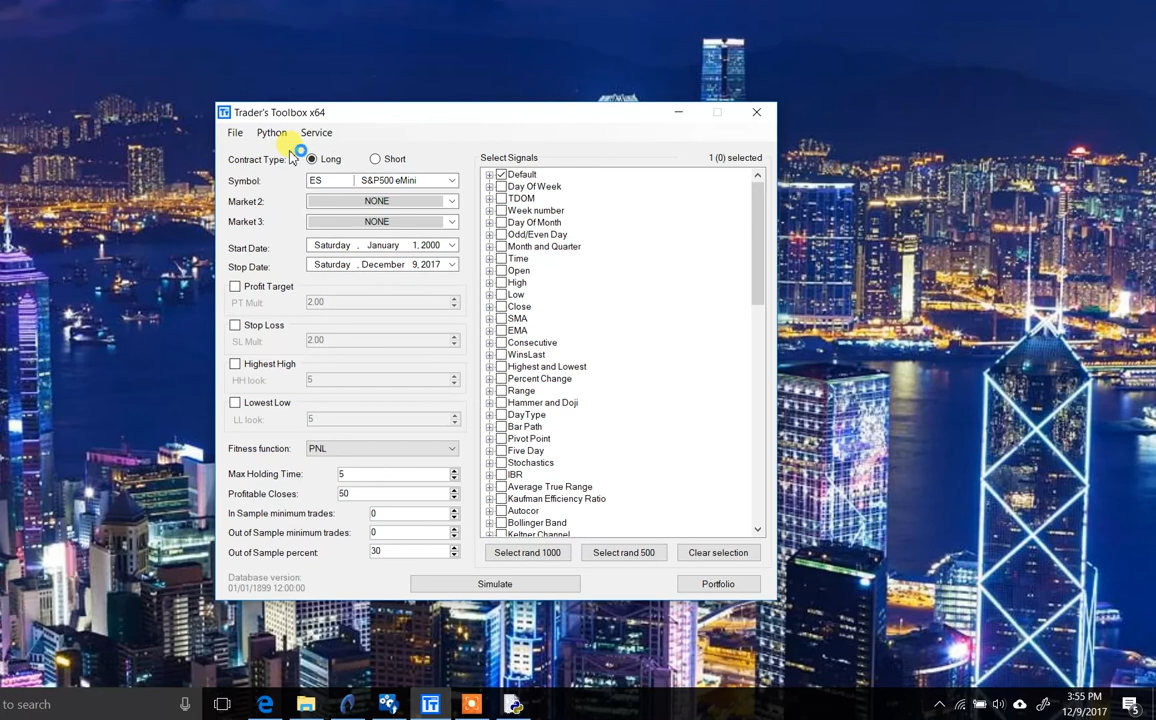 Trader's Toolbox x64
File Python Service
Contract Type: Long Short
Symbol: ES S&P500 eMini
Market 2: NONE
Market 3: NONE
Start Date: Saturday , January 1, 2000
Stop Date: Saturday , December 9, 2017
Profit Target
PT Mult: 2.00
Stop Loss
SL Mult: 2.00
Highest High
HH look: 5
Lowest Low
LL look: 5
Fitness function: PNL
Max Holding Time: 5
Profitable Closes: 50
In Sample minimum trades: 0
Out of Sample minimum trades: 0
Out of Sample percent: 30
Database version:
01/01/1899 12:00:00
Simulate
Select Signals 1 (0) selected
Default
Day Of Week
TDOM
Week number
Day Of Month
Odd/Even Day
Month and Quarter
Time
Open
High
Low
Close
SMA
EMA
Consecutive
WinsLast
Highest and Lowest
Percent Change
Range
Hammer and Doji
DayType
Bar Path
Pivot Point
Five Day
Stochastics
IBR
Average True Range
Kaufman Efficiency Ratio
Autocor
Bollinger Band
Keltner Channel
Select rand 1000 Select rand 500 Clear selection
Portfolio
to search
3:55 PM
12/9/2017
5